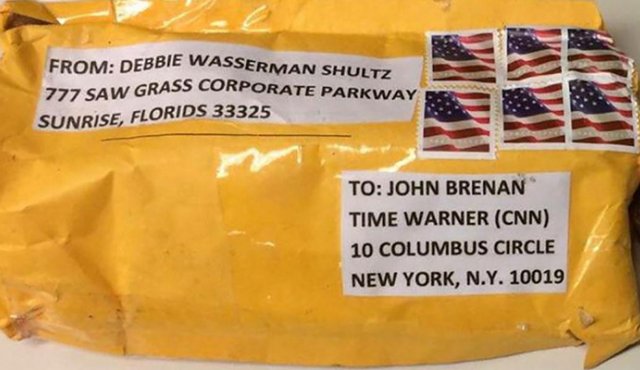 FROM: DEBBIE WASSERMAN SHULTZ
777 SAW GRASS CORPORATE PARKWAY
SUNRISE, FLORIDS 33325
TO: JOHN BRENAN
TIME WARNER (CNN)
10 COLUMBUS CIRCLE
NEW YORK, N.Y. 10019